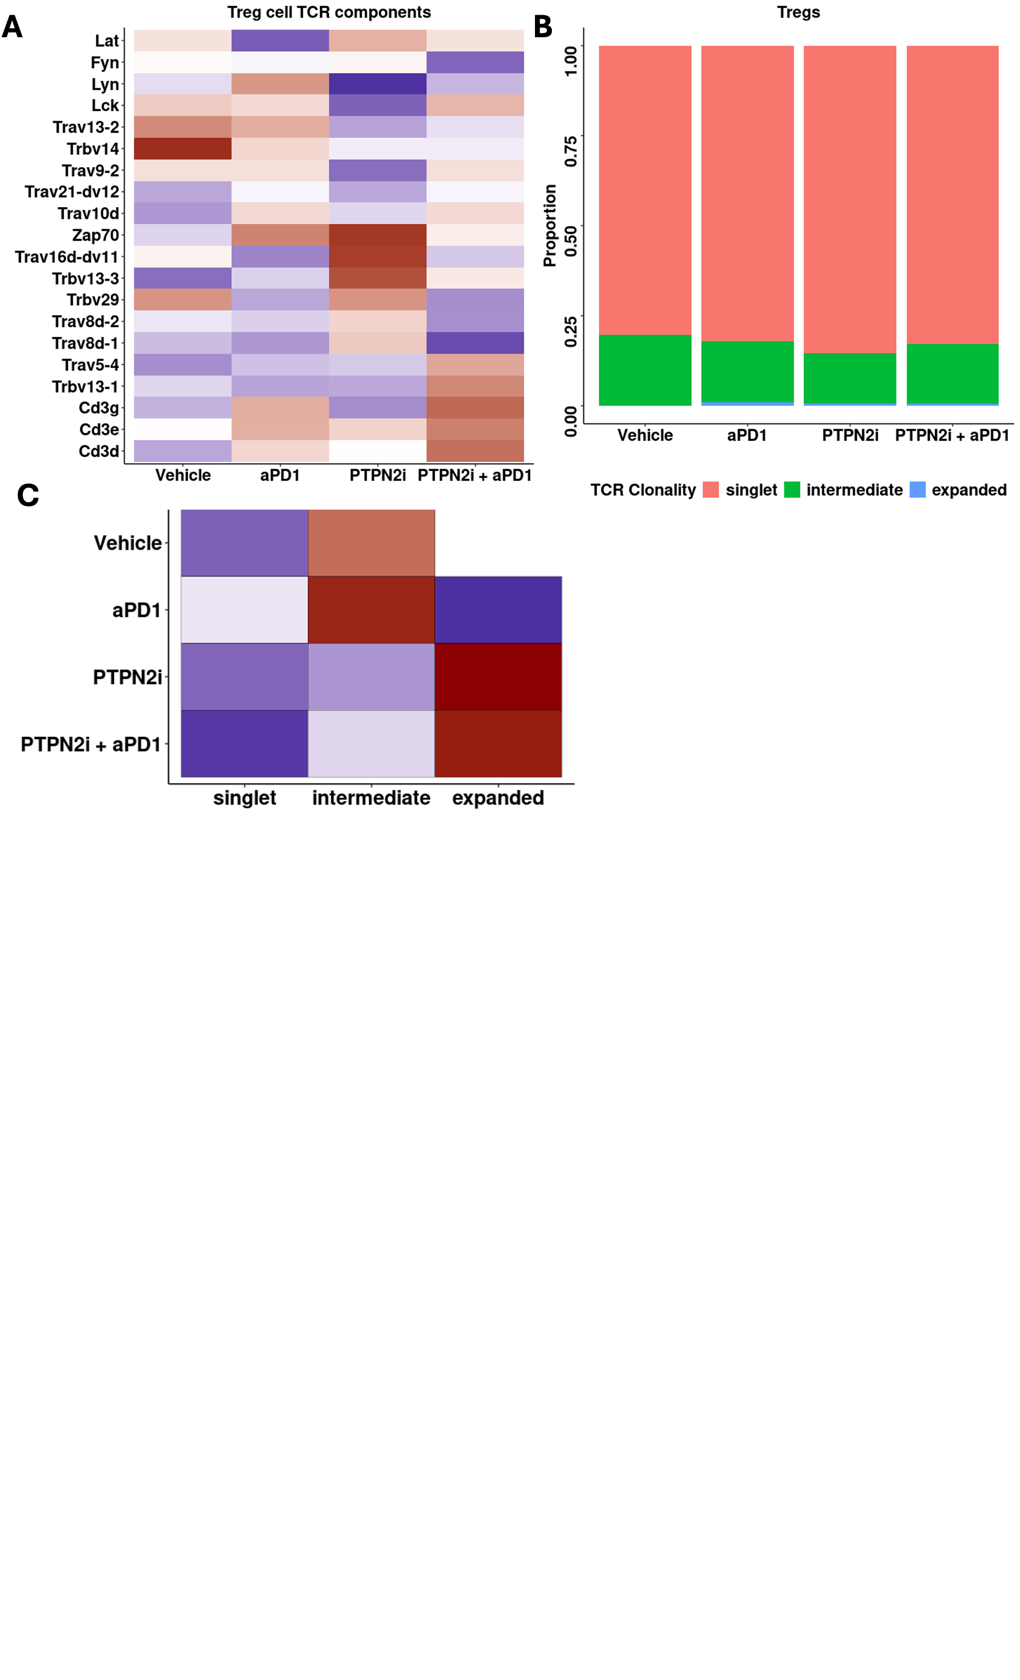 A
Treg cell TCR components
Lat
Fyn
Lyn
Lck
Trav13-2
Trbv14
Trav9-2
Trav21-dv12
Trav10d
Zap70
Trav16d-dv11
Trbv13-3
Trbv29
Trav8d-2
Trav8d-1
Trav5-4
Trbv13-1
Cd3g
Cd3e
Cd3d
Vehicle aPD1 PTPN2i PTPN2i + aPD1
B
Tregs
Proportion
1.00
0.75
0.50
0.25
0.00
Vehicle aPD1 PTPN2i PTPN2i + aPD1
TCR Clonality singlet intermediate expanded
C
Vehicle
aPD1
PTPN2i
PTPN2i + aPD1
singlet intermediate expanded